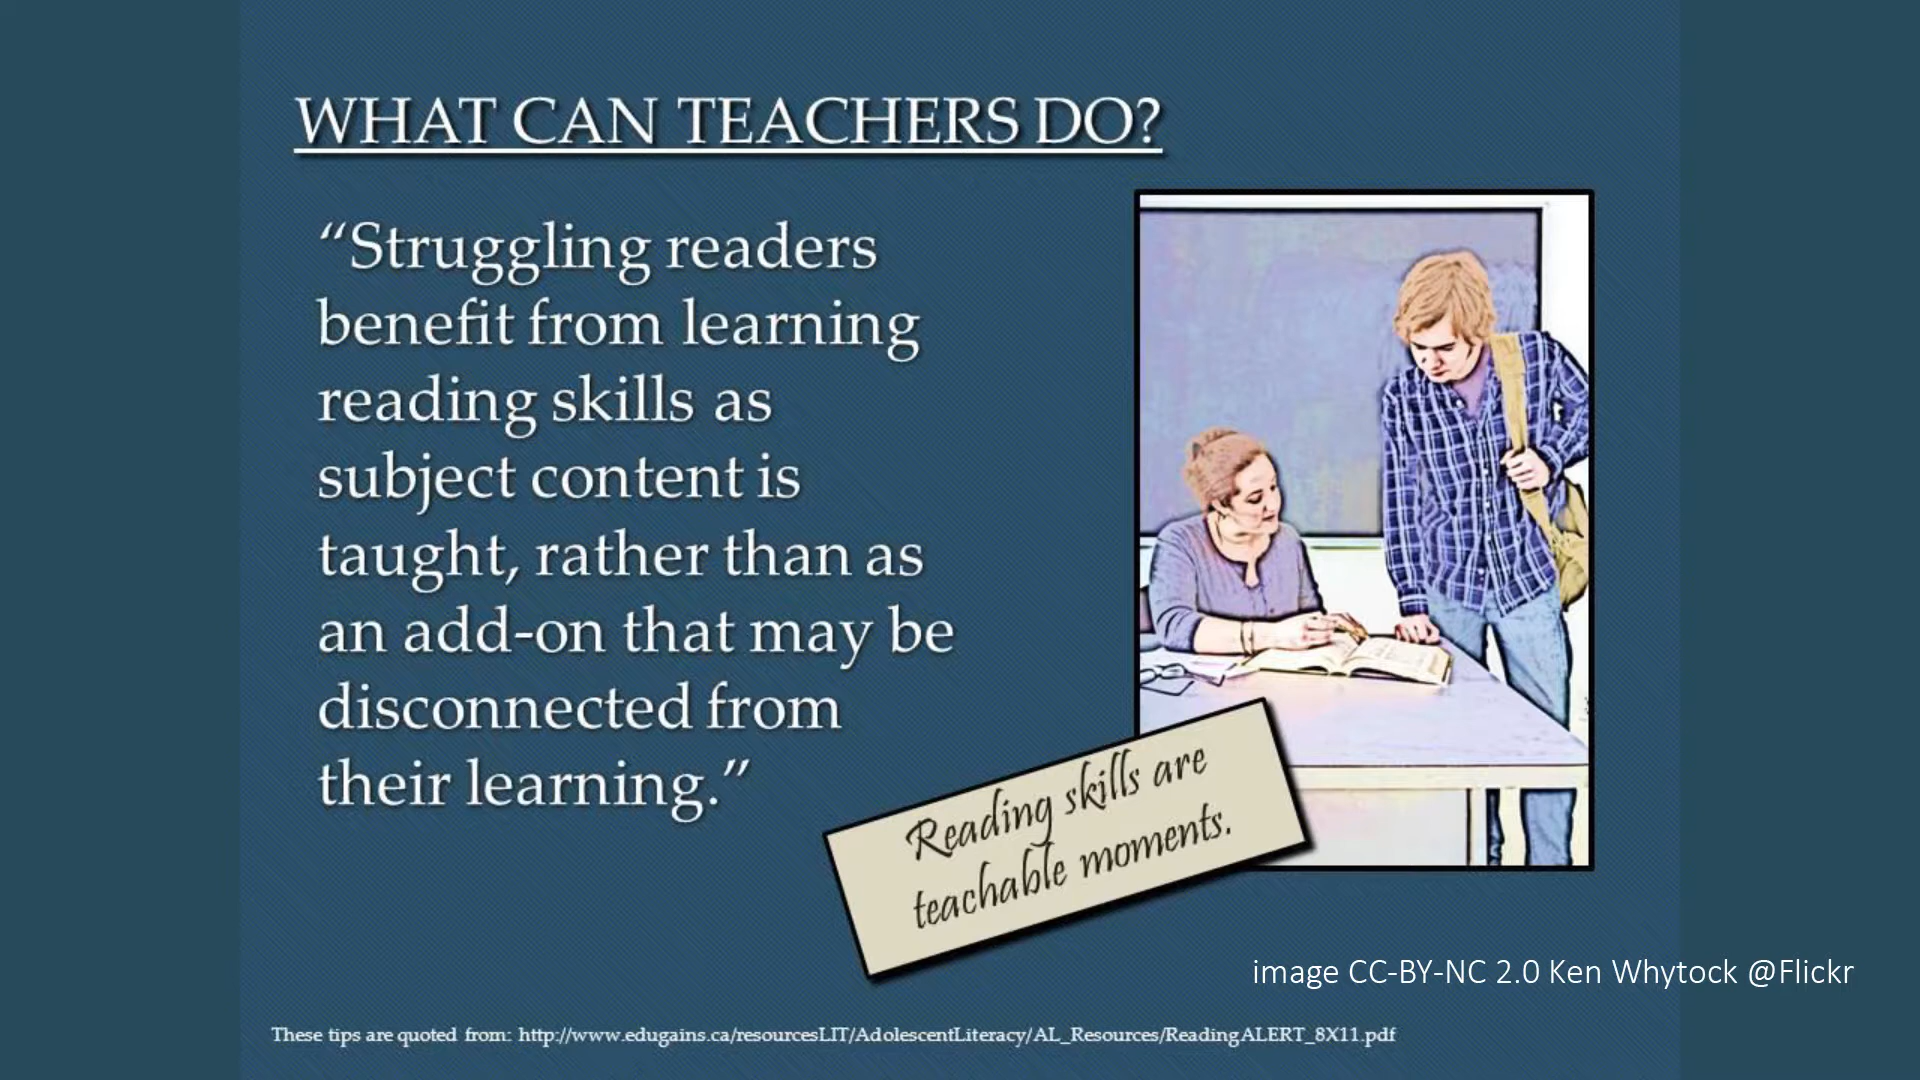 WHAT CAN TEACHERS DO?
“Struggling readers
benefit from learning
reading skills as
subject content is
taught, rather than as
an add-on that may be
disconnected from
their learning.”
Reading skills are
teachable moments.
image CC-BY-NC 2.0 Ken Whytock @Flickr
These tips are quoted from: http://www.edugains.ca/resourcesLIT/AdolescentLiteracy/AL_Resources/ReadingALERT_8X11.pdf